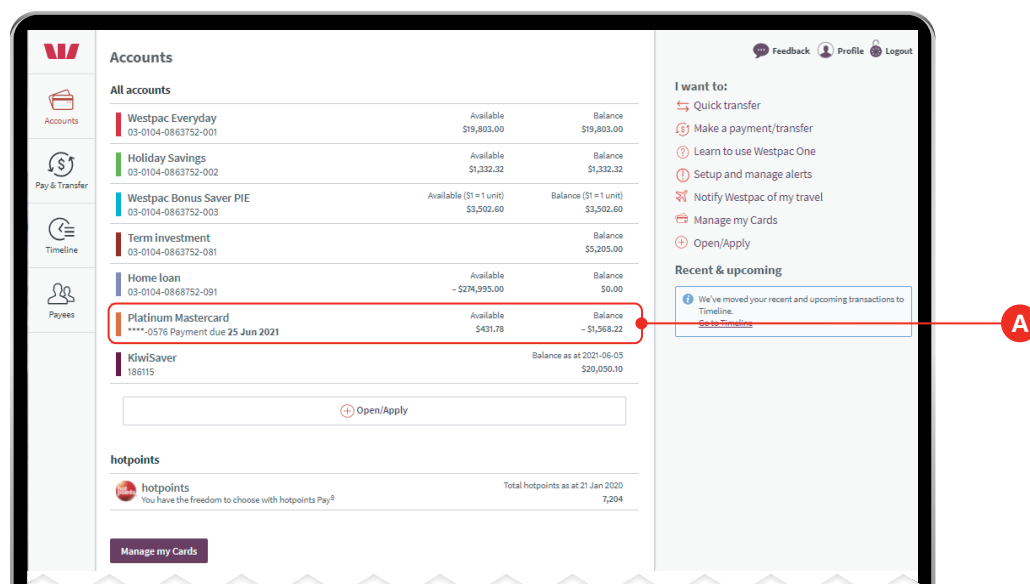 Accounts
Feedback Profile Logout
All accounts
Westpac Everyday Available Balance
03-0104-0863752-001 $19,803.00 $19,803.00
Holiday Savings Available Balance
03-0104-0863752-002 $1,332.32 $1,332.32
Westpac Bonus Saver PIE Available ($1 = 1 unit) Balance ($1 = 1 unit)
03-0104-0863752-003 $3,502.60 $3,502.60
Term investment Balance
03-0104-0863752-081 $5,205.00
Home loan Available Balance
03-0104-0868752-091 – $274,995.00 $0.00
Platinum Mastercard Available Balance
****-0576 Payment due 25 Jun 2021 $431.78 – $1,568.22
KiwiSaver Balance as at 2021-06-05
186115 $20,050.10
Open/Apply
hotpoints
hotpoints Total hotpoints as at 21 Jan 2020
You have the freedom to choose with hotpoints Pay⁸ 7,204
Manage my Cards
Accounts
Pay & Transfer
Timeline
Payees
I want to:
Quick transfer
Make a payment/transfer
Learn to use Westpac One
Setup and manage alerts
Notify Westpac of my travel
Manage my Cards
Open/Apply
Recent & upcoming
We've moved your recent and upcoming transactions to
Timeline.
Go to Timeline
A